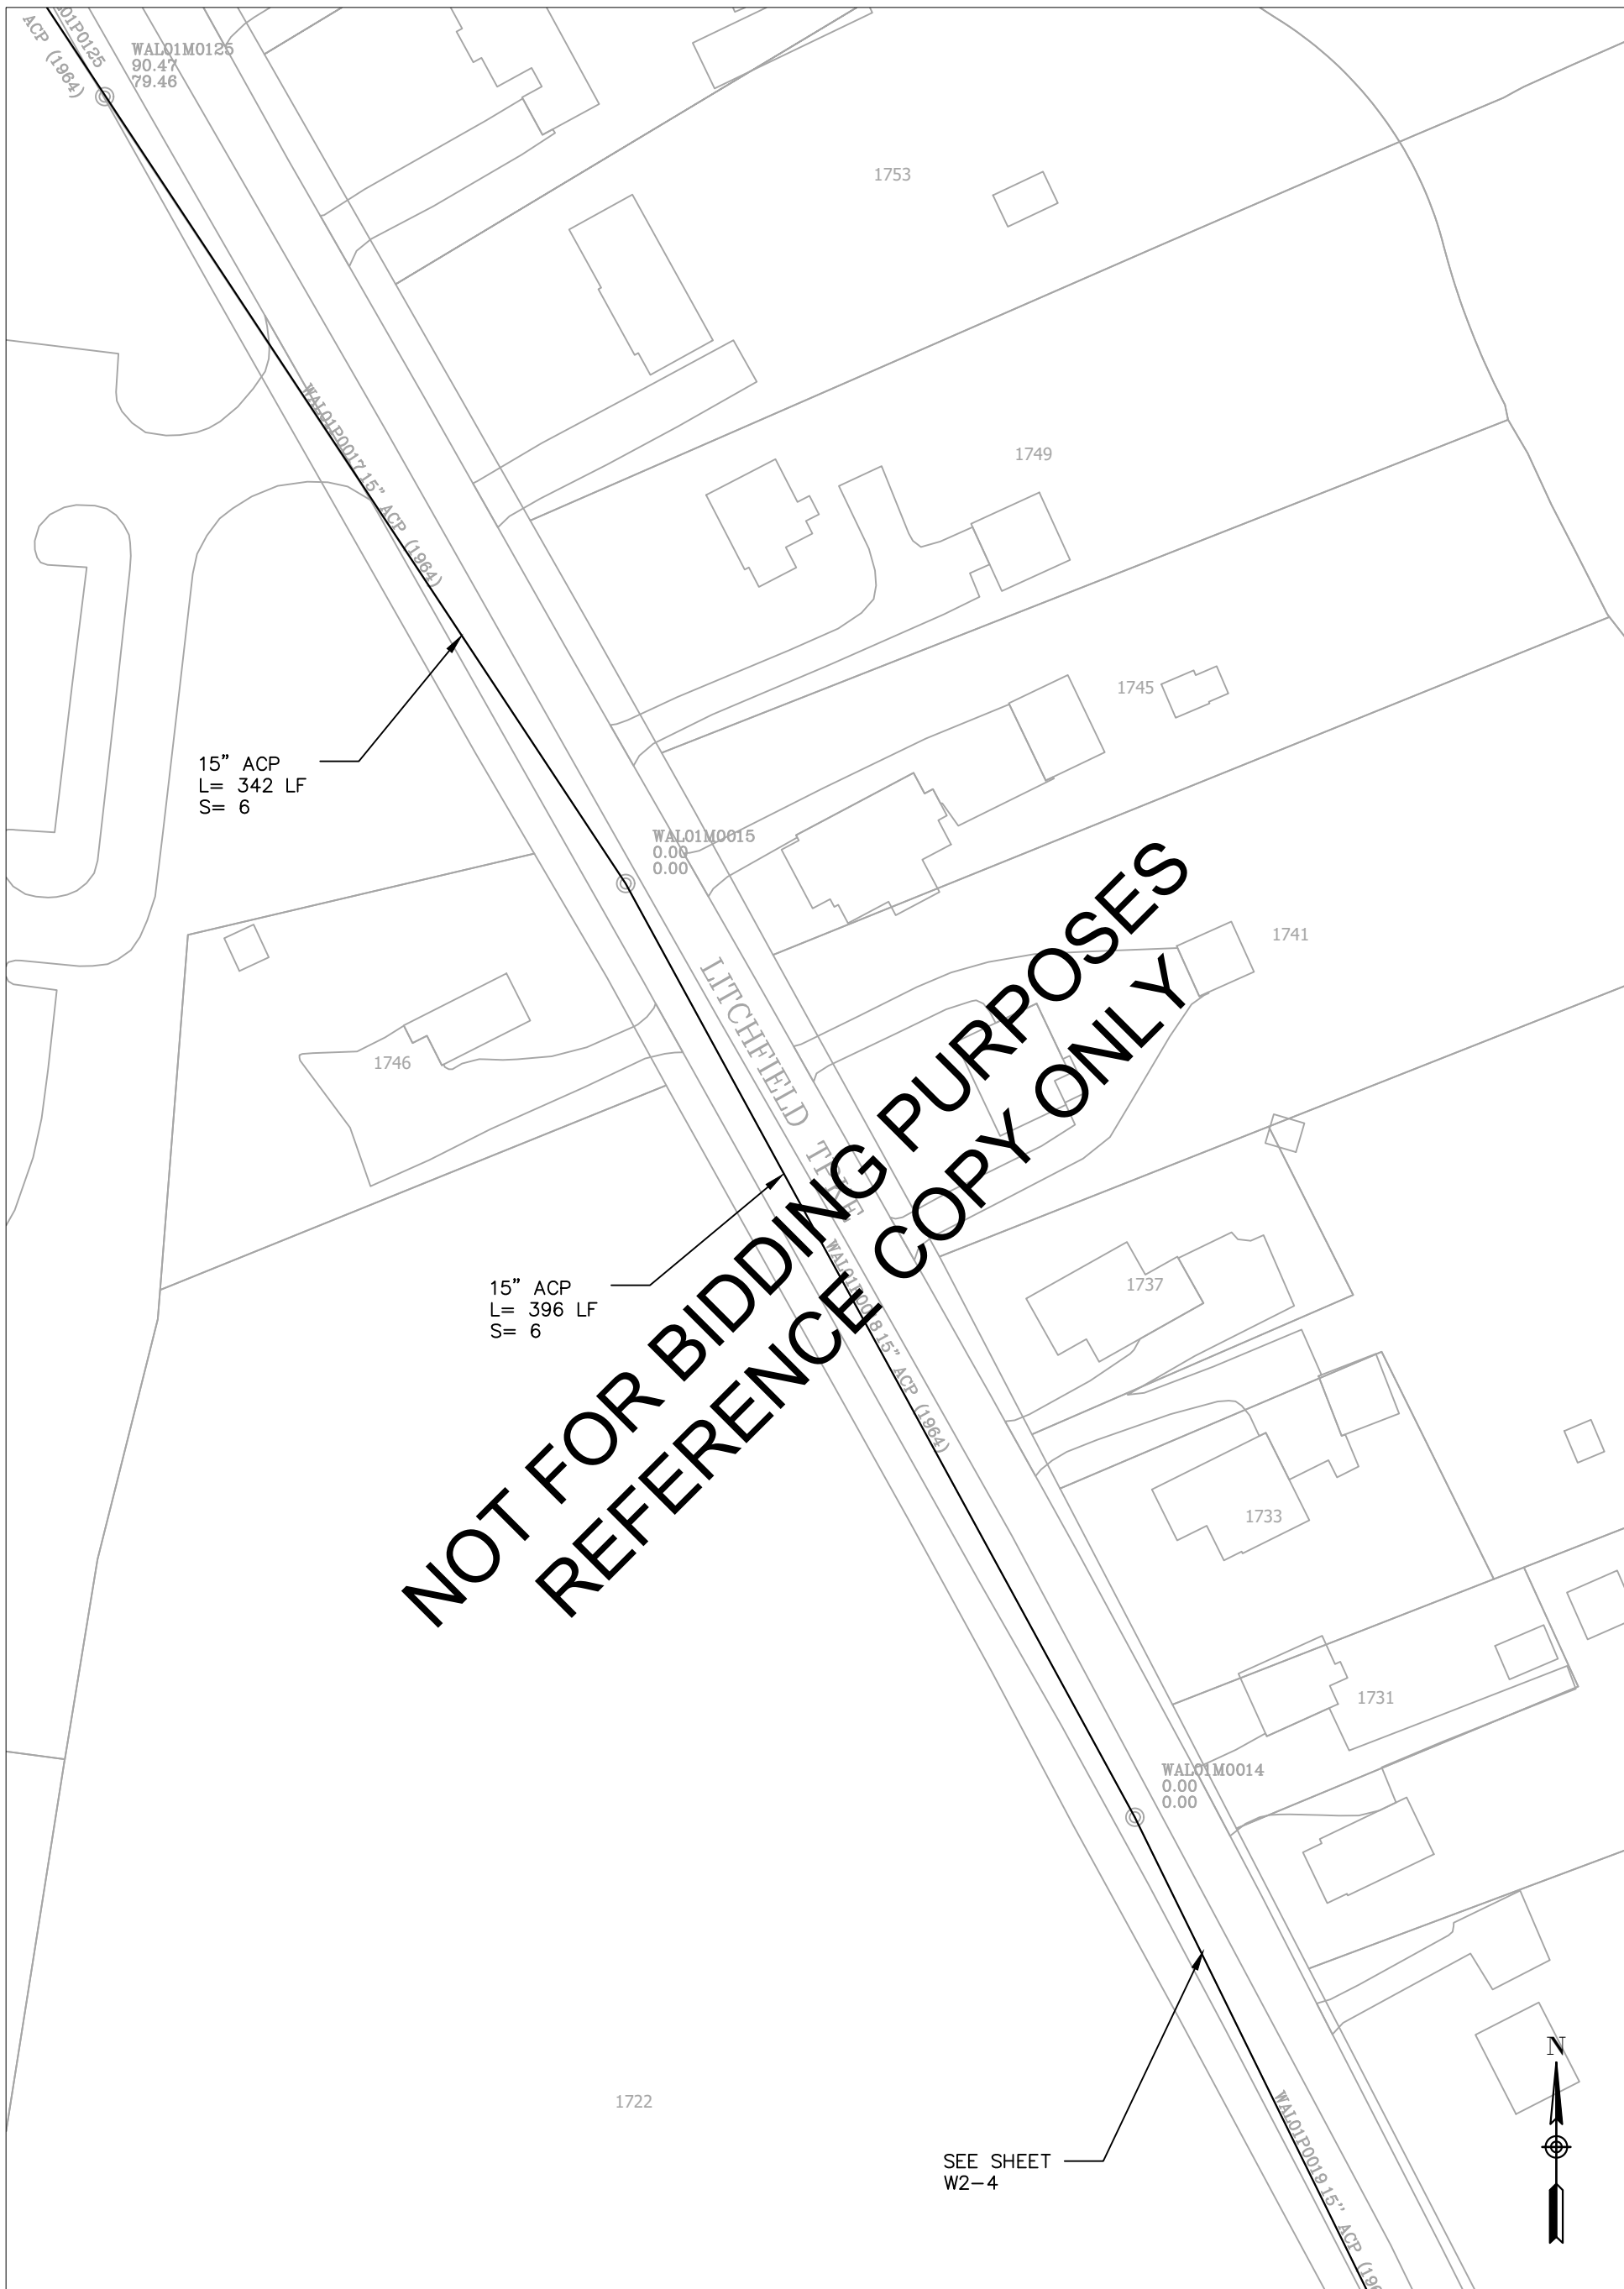 01P0125
ACP (1964)
WAL01M0125
90.47
79.46
1753
WAL01P0017 15" ACP (1964)
1749
1745
15" ACP
L= 342 LF
S= 6
WAL01M0015
0.00
0.00
1741
LITCHFIELD TPKE
1746
NOT FOR BIDDING PURPOSES
REFERENCE COPY ONLY
15" ACP
L= 396 LF
S= 6
WAL01P0018 15" ACP (1964)
1737
1733
1731
WAL01M0014
0.00
0.00
N
1722
SEE SHEET
W2-4
WAL01P0019 15" ACP (196